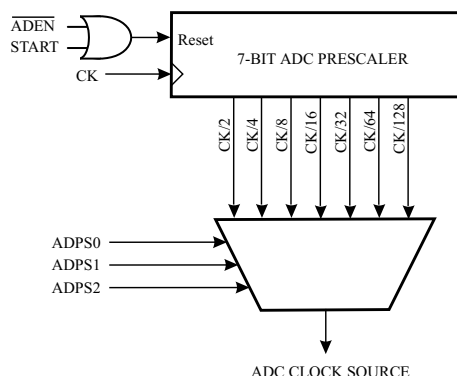 ADEN
START
CK
Reset
7-BIT ADC PRESCALER
CK/2
CK/4
CK/8
CK/16
CK/32
CK/64
CK/128
ADPS0
ADPS1
ADPS2
ADC CLOCK SOURCE